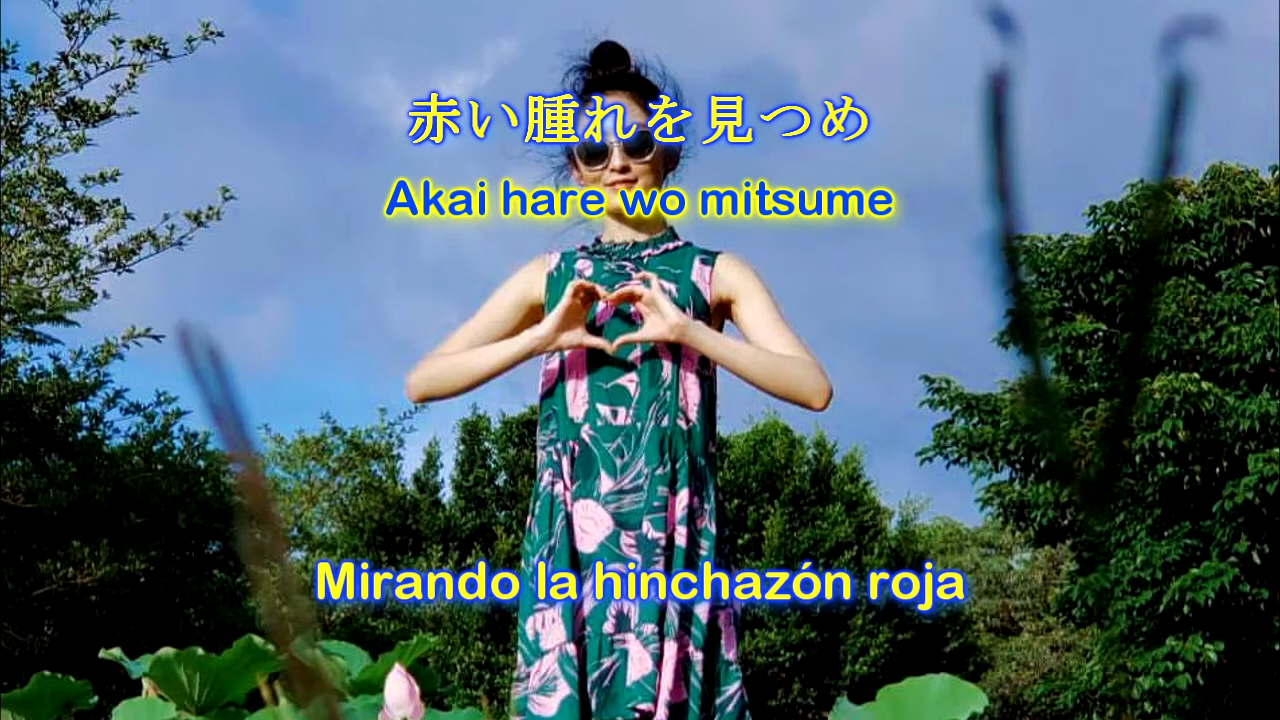 赤い腫れを見つめ
Akai hare wo mitsume
Mirando la hinchazón roja